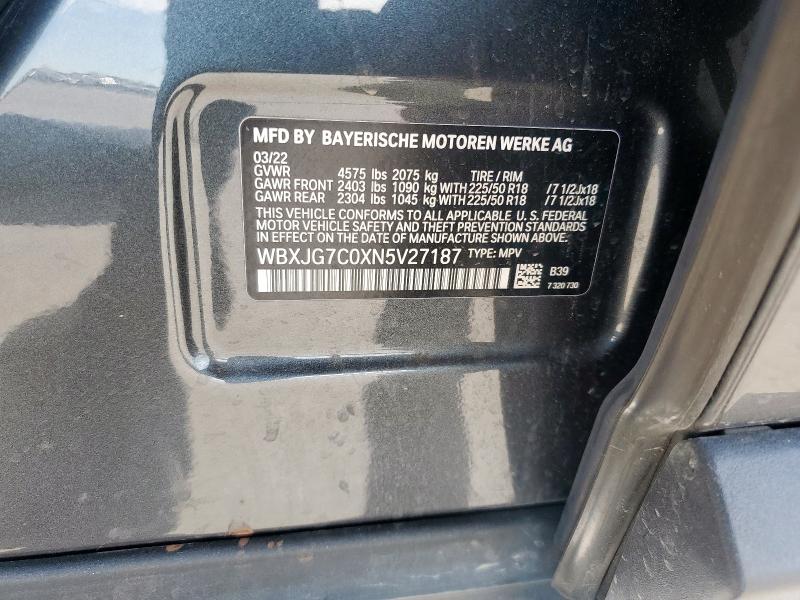 MFD BY BAYERISCHE MOTOREN WERKE AG
03/22
GVWR 4575 lbs 2075 kg TIRE / RIM
GAWR FRONT 2403 lbs 1090 kg WITH 225/50 R18 /7 1/2Jx18
GAWR REAR 2304 lbs 1045 kg WITH 225/50 R18 /7 1/2Jx18
THIS VEHICLE CONFORMS TO ALL APPLICABLE U. S. FEDERAL
MOTOR VEHICLE SAFETY AND THEFT PREVENTION STANDARDS
IN EFFECT ON THE DATE OF MANUFACTURE SHOWN ABOVE.
WBXJG7C0XN5V27187 TYPE: MPV
B39
7 320 730